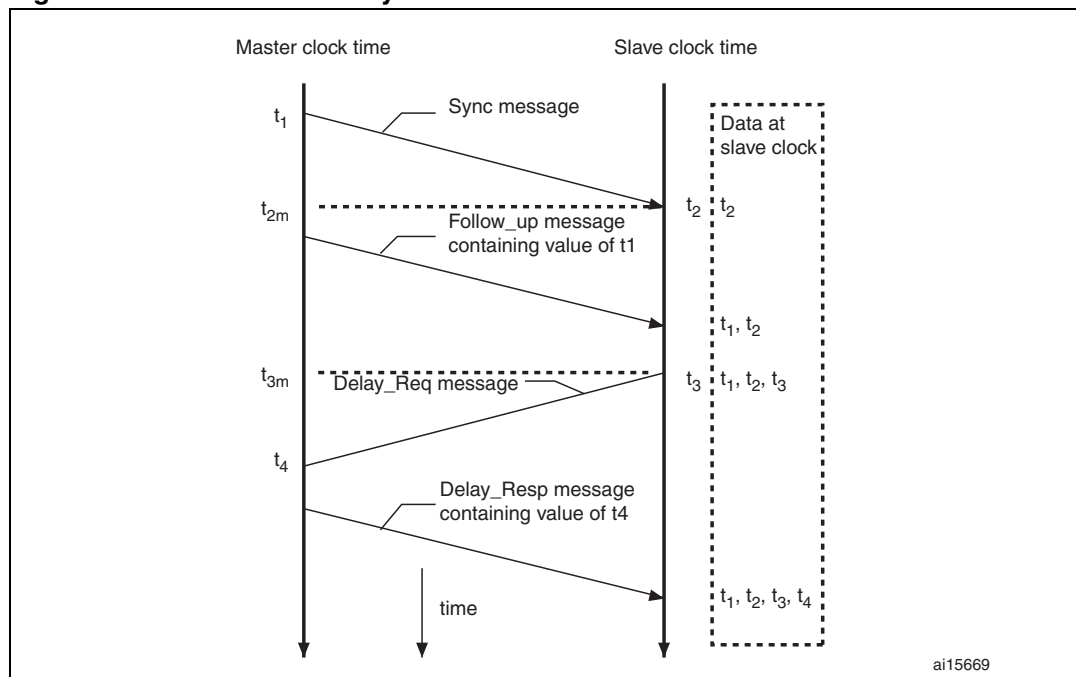 Master clock time
Slave clock time
t1
Sync message
Data at
slave clock
t2m
t2
t2
Follow_up message
containing value of t1
t1, t2
t3m
Delay_Req message
t3
t1, t2, t3
t4
Delay_Resp message
containing value of t4
t1, t2, t3, t4
time
ai15669